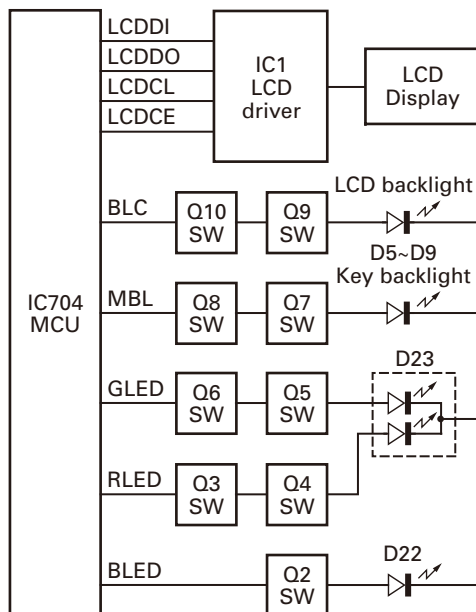 LCDDI
LCDDO
LCDCL
LCDCE
IC1
LCD
driver
LCD
Display
IC704
MCU
BLC
Q10
SW
Q9
SW
LCD backlight
MBL
Q8
SW
Q7
SW
D5~D9
Key backlight
GLED
Q6
SW
Q5
SW
D23
RLED
Q3
SW
Q4
SW
BLED
Q2
SW
D22